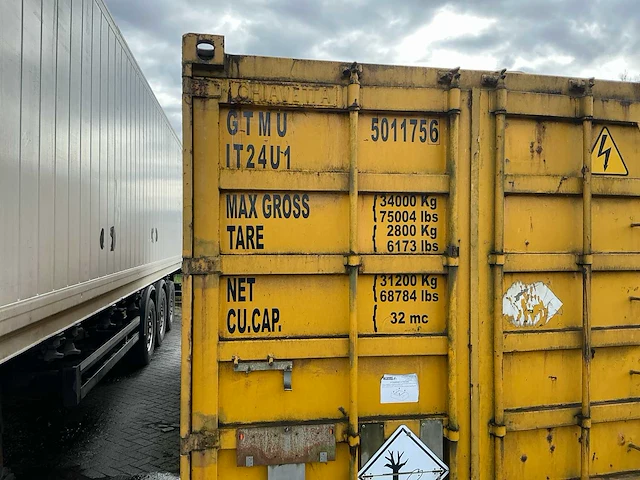 GTMU 5011756
IT24U1
MAX GROSS 34000 Kg
75004 lbs
TARE 2800 Kg
6173 lbs
NET 31200 Kg
68784 lbs
CU.CAP. 32 mc